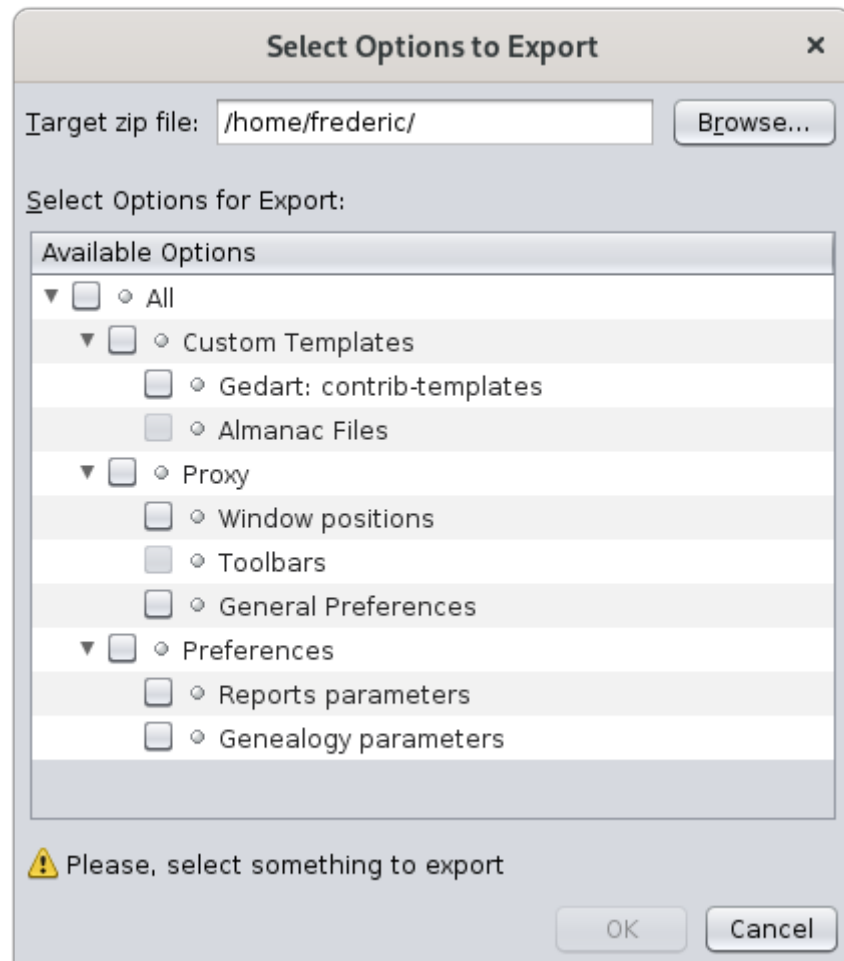 Select Options to Export
Target zip file: /home/frederic/ Browse...
Select Options for Export:
Available Options
All
Custom Templates
Gedart: contrib-templates
Almanac Files
Proxy
Window positions
Toolbars
General Preferences
Preferences
Reports parameters
Genealogy parameters
Please, select something to export
OK Cancel